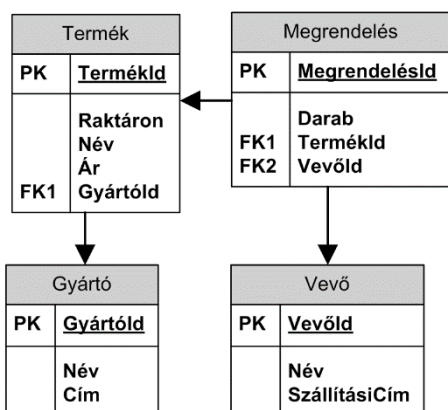 Termék
PK TermékId
Raktáron
Név
Ár
FK1 GyártóId
Megrendelés
PK MegrendelésId
Darab
FK1 TermékId
FK2 VevőId
Gyártó
PK GyártóId
Név
Cím
Vevő
PK VevőId
Név
SzállításiCím